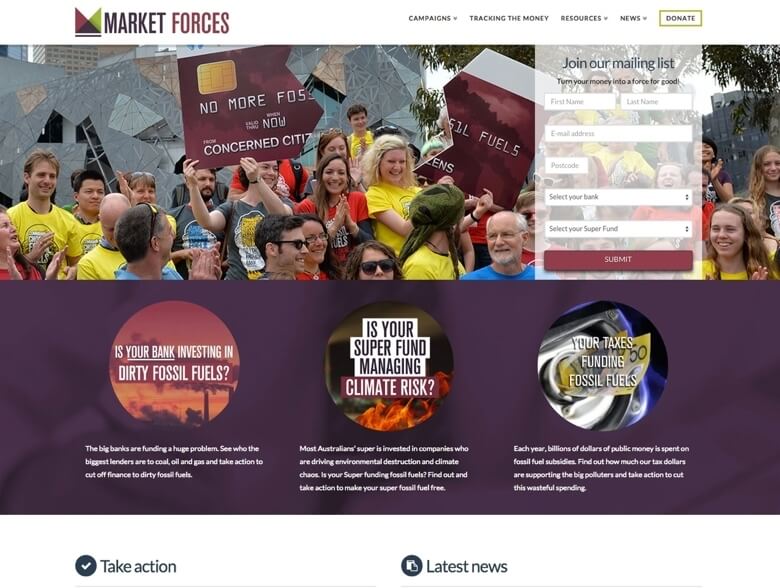 MARKET FORCES
CAMPAIGNS
TRACKING THE MONEY
RESOURCES
NEWS
DONATE
NO MORE FOSS
VALID THRU
WHEN
NOW
FROM
CONCERNED CITIZ
SIL FUELS
ENS
Join our mailing list
Turn your money into a force for good!
First Name
Last Name
E-mail address
Postcode
Select your bank
Select your Super Fund
SUBMIT
IS YOUR BANK INVESTING IN
DIRTY FOSSIL FUELS?
The big banks are funding a huge problem. See who the
biggest lenders are to coal, oil and gas and take action to
cut off finance to dirty fossil fuels.
IS YOUR
SUPER FUND
MANAGING
CLIMATE RISK?
Most Australians' super is invested in companies who
are driving environmental destruction and climate
chaos. Is your Super funding fossil fuels? Find out and
take action to make your super fossil fuel free.
YOUR TAXES
FUNDING
FOSSIL FUELS
50
Each year, billions of dollars of public money is spent on
fossil fuel subsidies. Find out how much our tax dollars
are supporting the big polluters and take action to cut
this wasteful spending.
Take action
Latest news